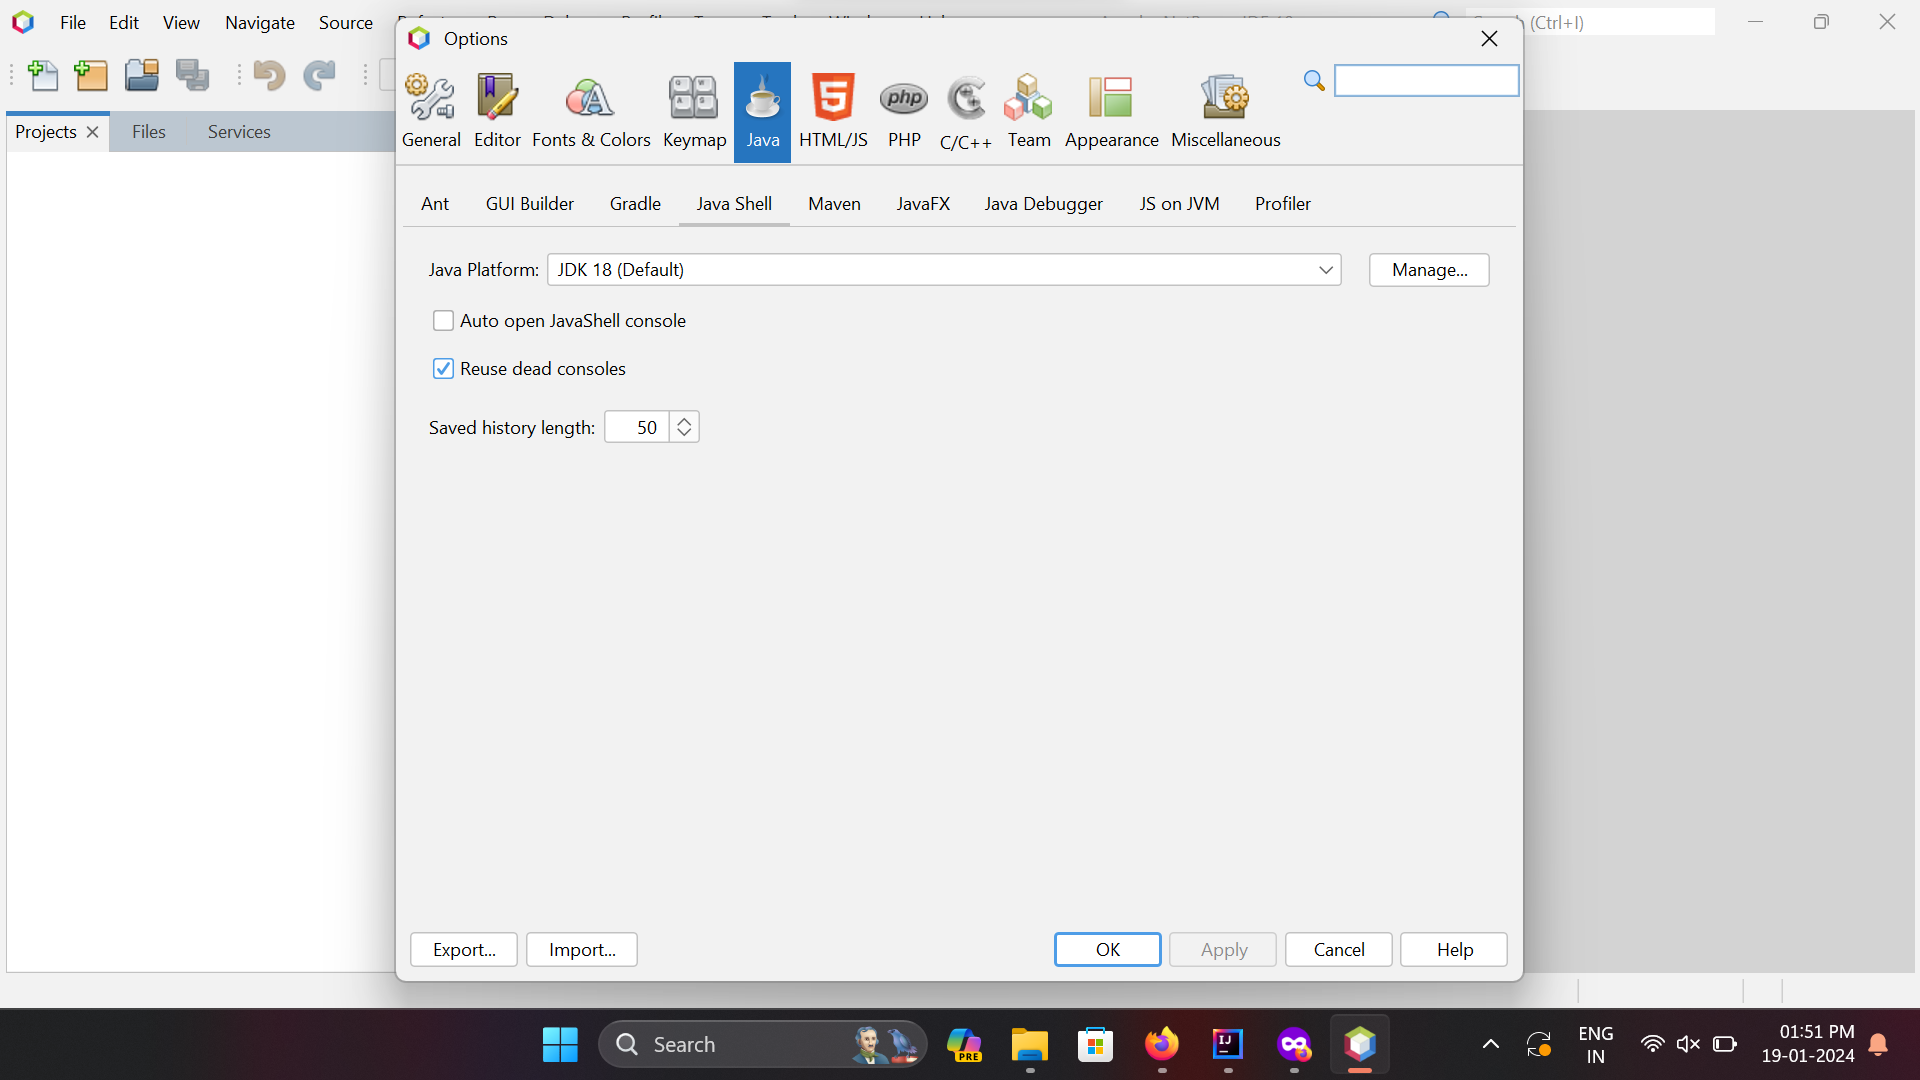 File Edit View Navigate Source
(Ctrl+I)
Options
General Editor Fonts & Colors Keymap Java HTML/JS PHP C/C++ Team Appearance Miscellaneous
Projects Files Services
Ant GUI Builder Gradle Java Shell Maven JavaFX Java Debugger JS on JVM Profiler
Java Platform: JDK 18 (Default) Manage...
Auto open JavaShell console
Reuse dead consoles
Saved history length: 50
Export... Import... OK Apply Cancel Help
Search PRE IJ
ENG
IN
01:51 PM
19-01-2024